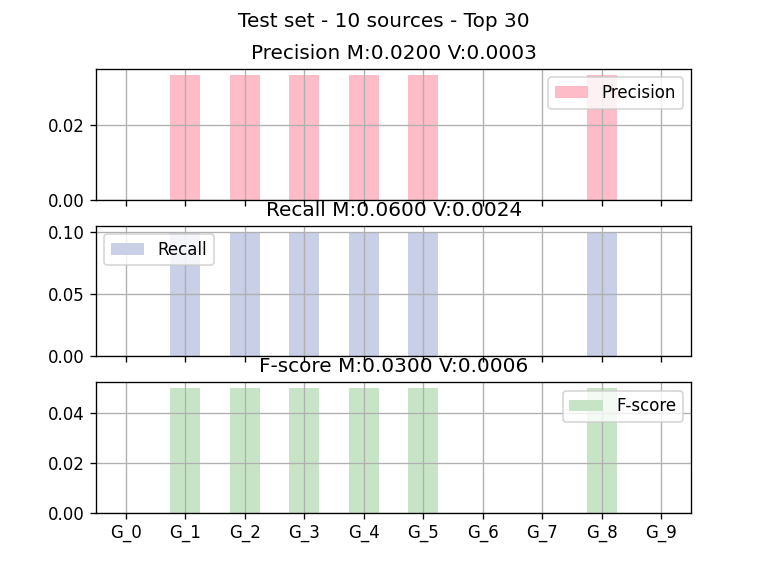 Test set - 10 sources - Top 30
Precision M:0.0200 V:0.0003
0.02
0.00
Precision
Recall M:0.0600 V:0.0024
0.10
0.05
0.00
Recall
F-score M:0.0300 V:0.0006
0.04
0.02
0.00
F-score
G_0 G_1 G_2 G_3 G_4 G_5 G_6 G_7 G_8 G_9